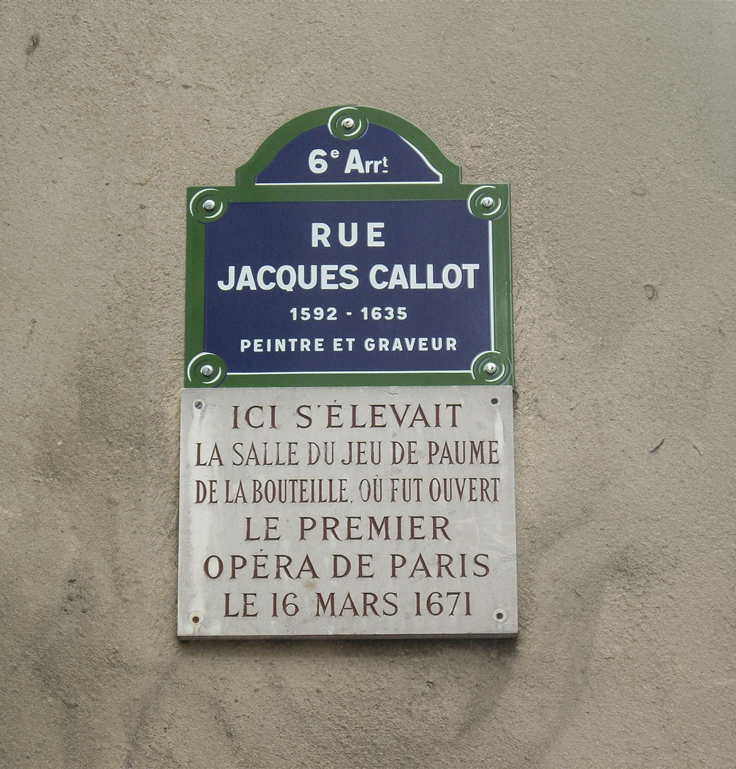 6e Arrt
RUE
JACQUES CALLOT
1592 - 1635
PEINTRE ET GRAVEUR
ICI S'ÉLEVAIT
LA SALLE DU JEU DE PAUME
DE LA BOUTEILLE, OÙ FUT OUVERT
LE PREMIER
OPÉRA DE PARIS
LE 16 MARS 1671